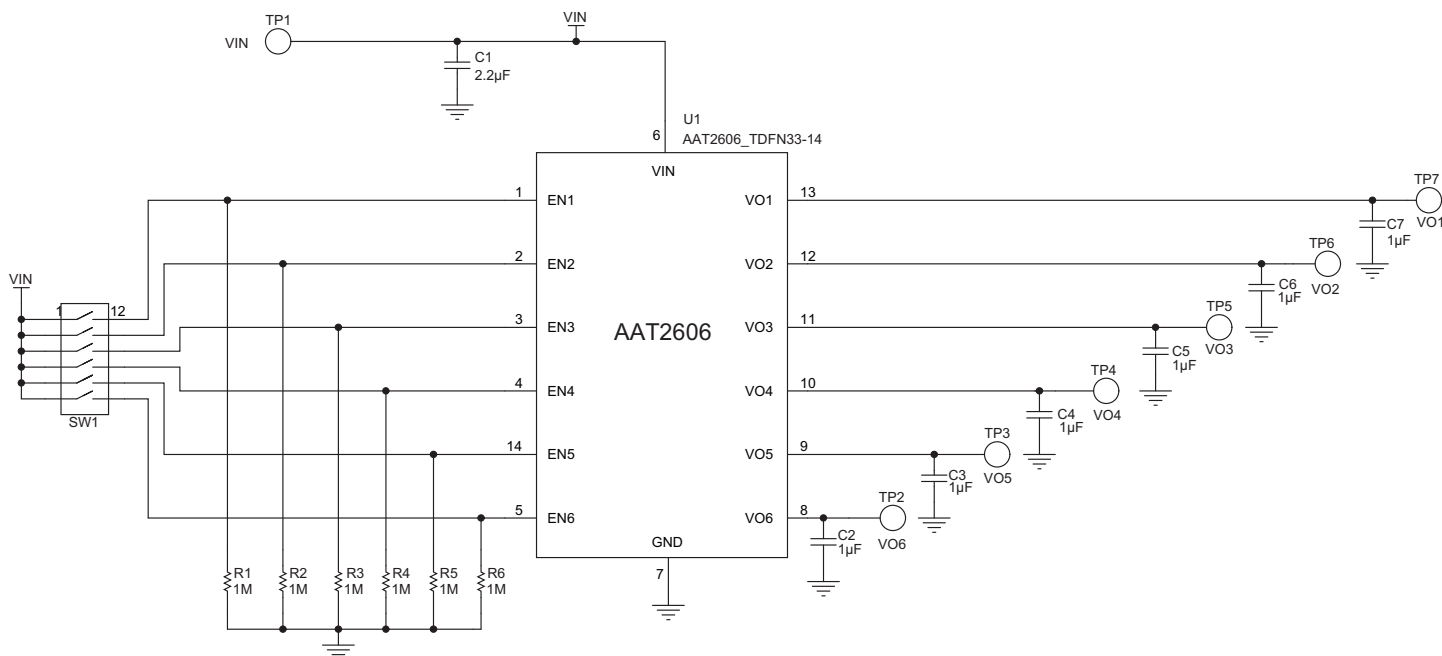 TP1
VIN
VIN
C1
2.2µF
U1
AAT2606_TDFN33-14
6
VIN
1
EN1
VO1
13
TP7
VO1
C7
1µF
2
EN2
VO2
12
TP6
VO2
C6
1µF
VIN
1
12
SW1
3
EN3
AAT2606
VO3
11
TP5
VO3
C5
1µF
4
EN4
VO4
10
TP4
VO4
C4
1µF
14
EN5
VO5
9
TP3
VO5
C3
1µF
5
EN6
VO6
8
TP2
VO6
C2
1µF
GND
7
R1
1M
R2
1M
R3
1M
R4
1M
R5
1M
R6
1M